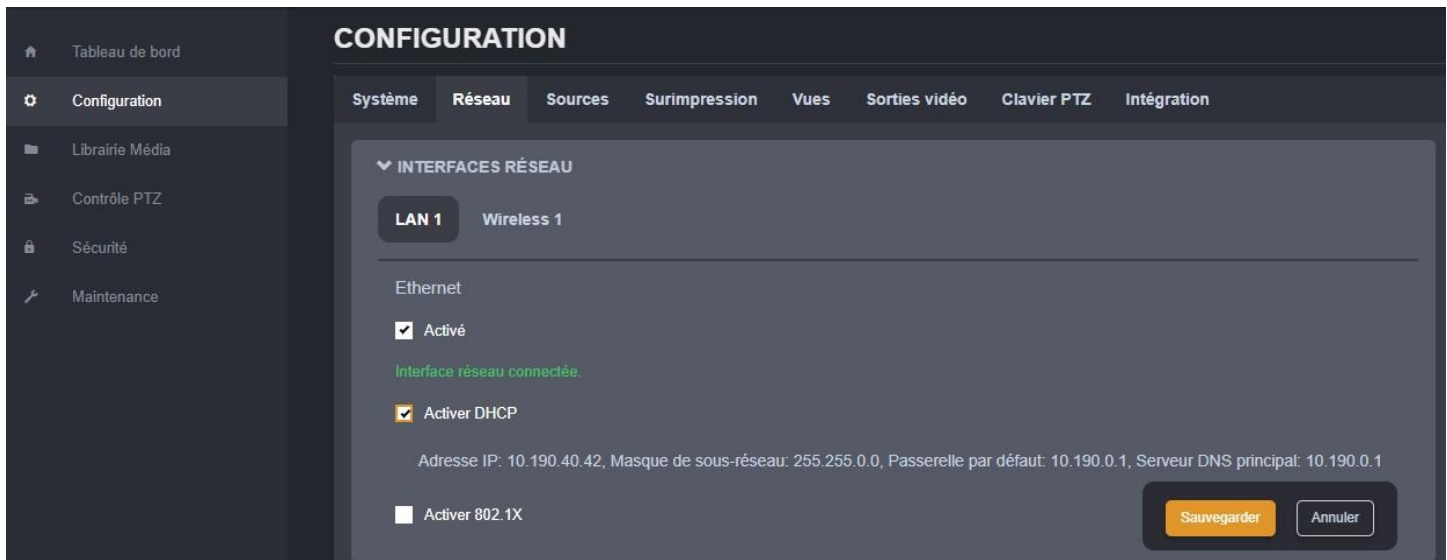 Tableau de bord
Configuration
Librairie Média
Contrôle PTZ
Sécurité
Maintenance
CONFIGURATION
Système Réseau Sources Surimpression Vues Sorties vidéo Clavier PTZ Intégration
INTERFACES RÉSEAU
LAN 1 Wireless 1
Ethernet
Activé
Interface réseau connectée.
Activer DHCP
Adresse IP: 10.190.40.42, Masque de sous-réseau: 255.255.0.0, Passerelle par défaut: 10.190.0.1, Serveur DNS principal: 10.190.0.1
Activer 802.1X
Sauvegarder Annuler